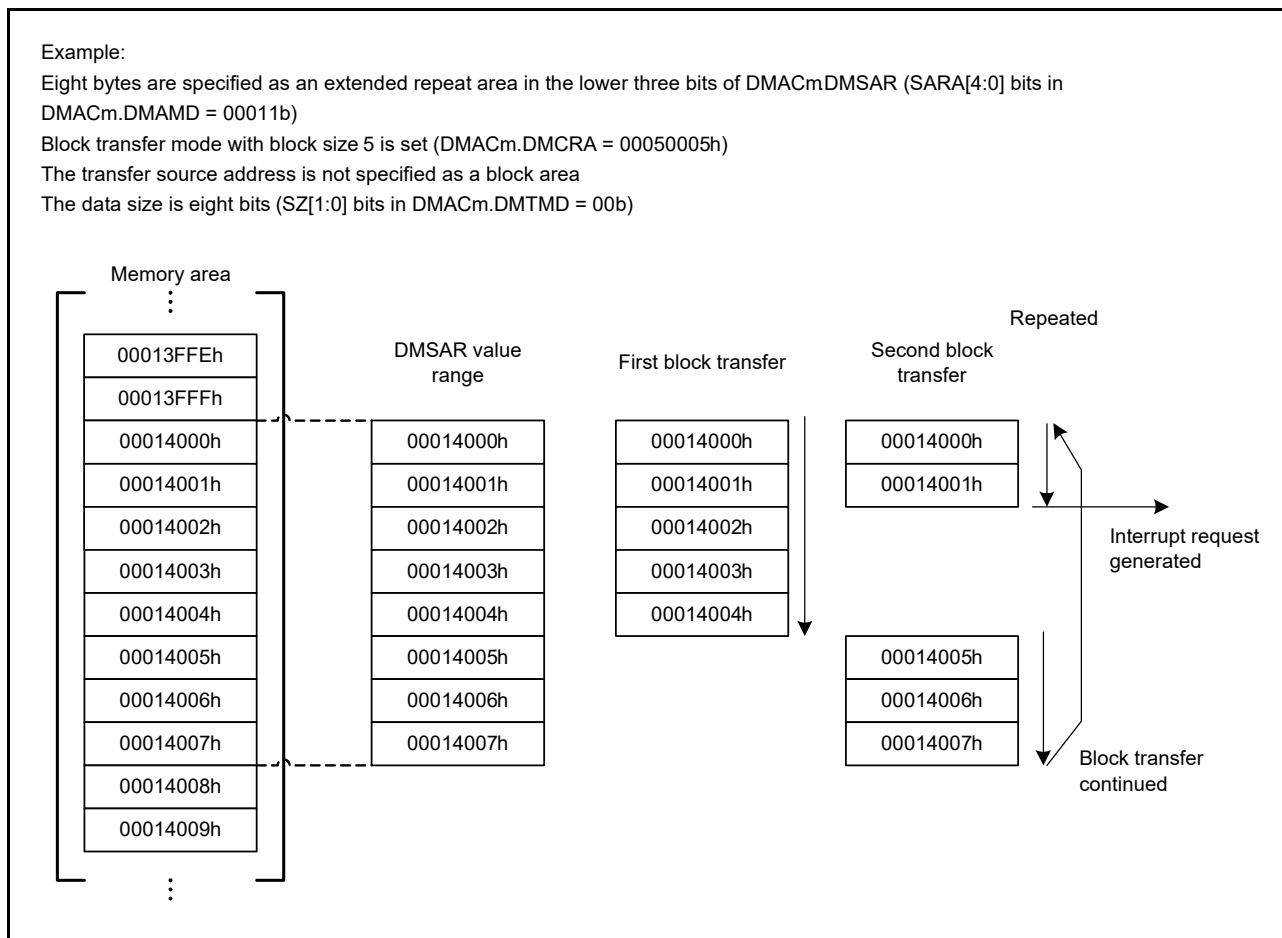 Example:
Eight bytes are specified as an extended repeat area in the lower three bits of DMACm.DMSAR (SARA[4:0] bits in
DMACm.DMAMD = 00011b)
Block transfer mode with block size 5 is set (DMACm.DMCRA = 00050005h)
The transfer source address is not specified as a block area
The data size is eight bits (SZ[1:0] bits in DMACm.DMTMD = 00b)
Memory area
00013FFEh
00013FFFh
00014000h
00014001h
00014002h
00014003h
00014004h
00014005h
00014006h
00014007h
00014008h
00014009h
DMSAR value
range
00014000h
00014001h
00014002h
00014003h
00014004h
00014005h
00014006h
00014007h
First block transfer
00014000h
00014001h
00014002h
00014003h
00014004h
Second block
transfer
00014000h
00014001h
00014005h
00014006h
00014007h
Repeated
Interrupt request
generated
Block transfer
continued